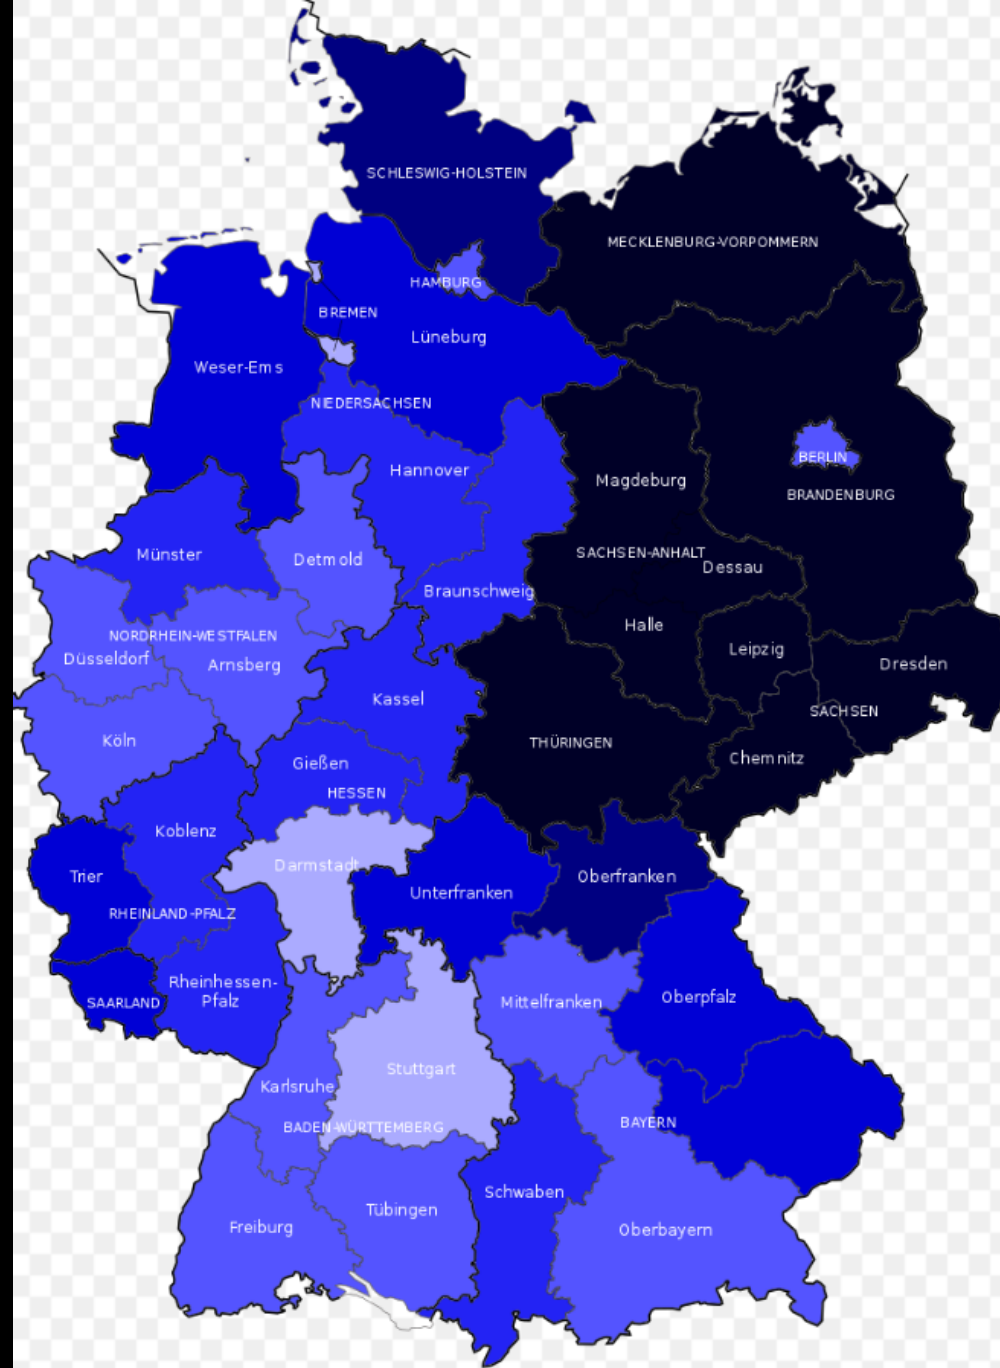 SCHLESWIG-HOLSTEIN
MECKLENBURG-VORPOMMERN
HAMBURG
BREMEN
Lüneburg
Weser-Ems
NIEDERSACHSEN
Hannover
BERLIN
BRANDENBURG
Magdeburg
Münster
SACHSEN-ANHALT
Detmold
Dessau
Braunschweig
Halle
NORDRHEIN-WESTFALEN
Leipzig
Düsseldorf
Arnsberg
Dresden
Kassel
SACHSEN
Köln
THÜRINGEN
Chemnitz
Gießen
HESSEN
Koblenz
Darmstadt
Trier
Oberfranken
Unterfranken
RHEINLAND-PFALZ
Rheinhessen-
Pfalz
Oberpfalz
SAARLAND
Mittelfranken
Stuttgart
Karlsruhe
BAYERN
BADEN-WÜRTTEMBERG
Schwaben
Tübingen
Freiburg
Oberbayern